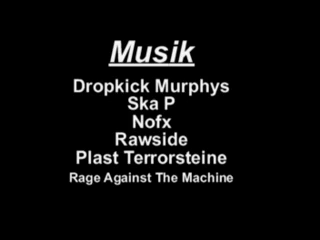 Musik
Dropkick Murphys
Ska P
Nofx
Rawside
Plast Terrorsteine
Rage Against The Machine